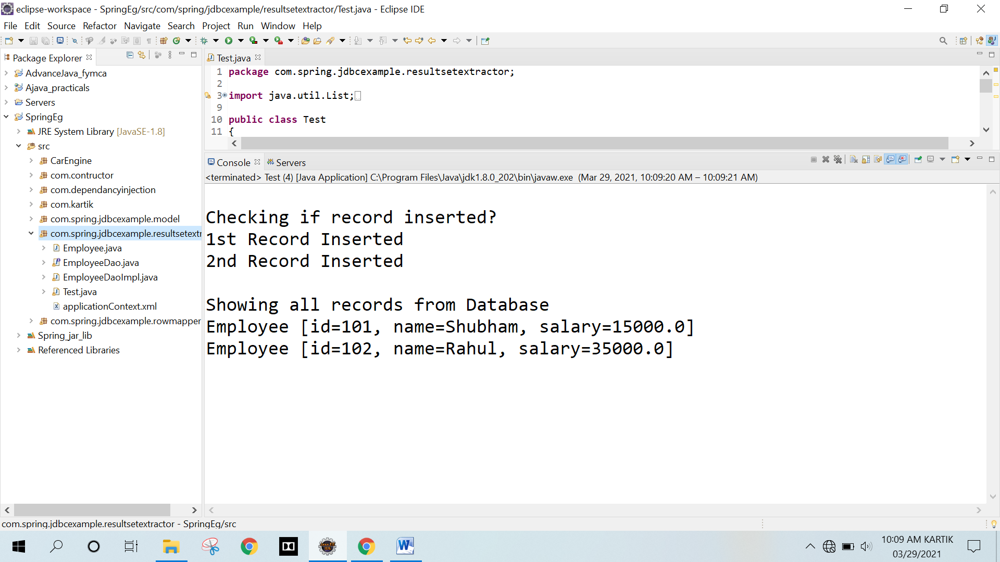 eclipse-workspace - SpringEg/src/com/spring/jdbcexample/resultsetextractor/Test.java - Eclipse IDE
File Edit Source Refactor Navigate Search Project Run Window Help
Package Explorer
AdvanceJava_fymca
Ajava_practicals
Servers
SpringEg
JRE System Library [JavaSE-1.8]
src
CarEngine
com.contructor
com.dependancyinjection
com.kartik
com.spring.jdbcexample.model
com.spring.jdbcexample.resultsetextr
Employee.java
EmployeeDao.java
EmployeeDaoImpl.java
Test.java
applicationContext.xml
com.spring.jdbcexample.rowmapper
Spring_jar_lib
Referenced Libraries
Test.java
1 package com.spring.jdbcexample.resultsetextractor;
2
3 import java.util.List;
9
10 public class Test
11 {
Console Servers
<terminated> Test (4) [Java Application] C:\Program Files\Java\jdk1.8.0_202\bin\javaw.exe (Mar 29, 2021, 10:09:20 AM – 10:09:21 AM)
Checking if record inserted?
1st Record Inserted
2nd Record Inserted
Showing all records from Database
Employee [id=101, name=Shubham, salary=15000.0]
Employee [id=102, name=Rahul, salary=35000.0]
com.spring.jdbcexample.resultsetextractor - SpringEg/src
Java EE
IDE
W
10:09 AM KARTIK
03/29/2021